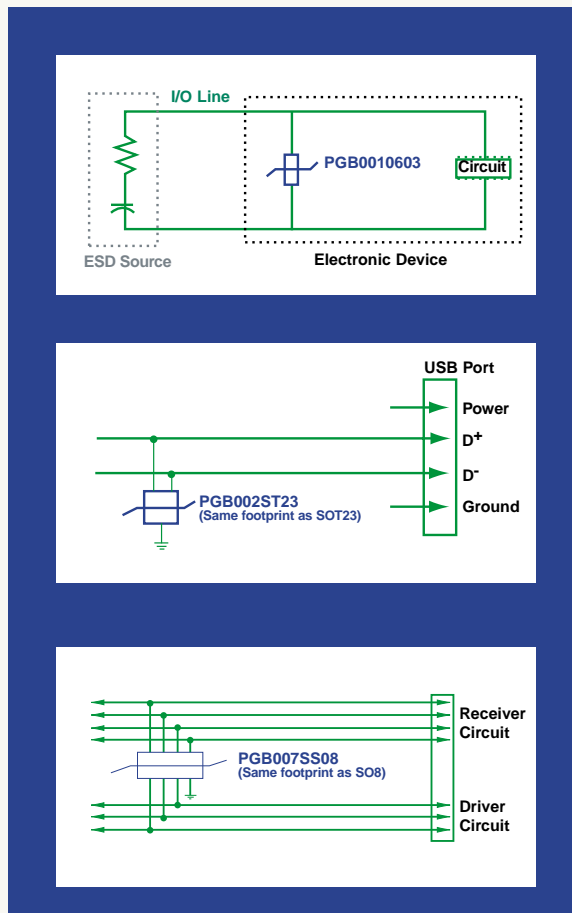 I/O Line
PGB0010603
Circuit
ESD Source
Electronic Device
USB Port
Power
D+
D-
PGB002ST23
(Same footprint as SOT23)
Ground
Receiver
Circuit
PGB007SS08
(Same footprint as SO8)
Driver
Circuit